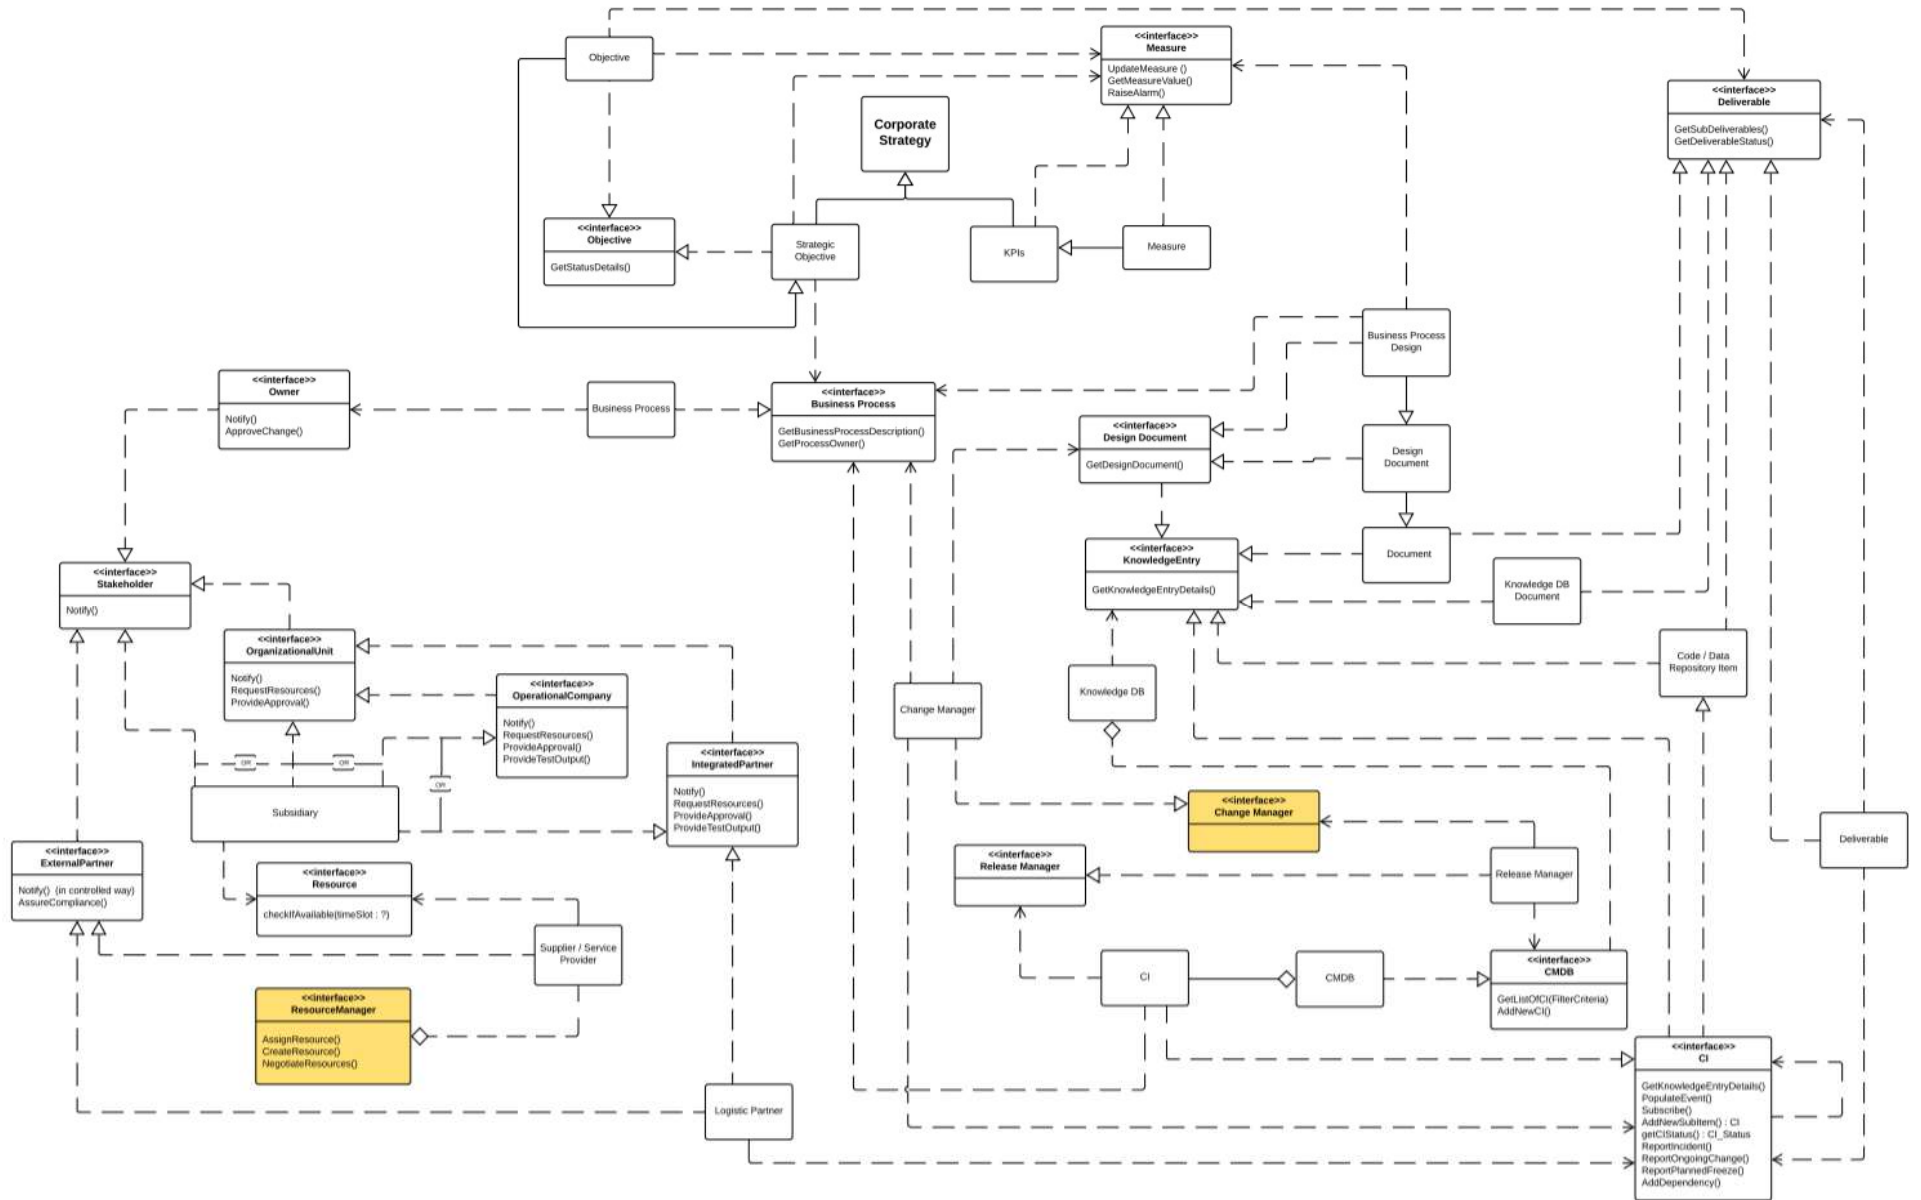 Objective
<<interface>>
Measure
UpdateMeasure ()
GetMeasureValue()
RaiseAlarm()
<<interface>>
Deliverable
GetSubDeliverables()
GetDeliverableStatus()
Corporate
Strategy
<<interface>>
Objective
GetStatusDetails()
Strategic
Objective
KPIs
Measure
Business Process
Design
<<interface>>
Owner
Notify()
ApproveChange()
Business Process
<<interface>>
Business Process
GetBusinessProcessDescription()
GetProcessOwner()
<<interface>>
Design Document
GetDesignDocument()
Design
Document
<<interface>>
KnowledgeEntry
GetKnowledgeEntryDetails()
Document
Knowledge DB
Document
<<interface>>
Stakeholder
Notify()
<<interface>>
OrganizationalUnit
Notify()
RequestResources()
ProvideApproval()
<<interface>>
OperationalCompany
Notify()
RequestResources()
ProvideApproval()
ProvideTestOutput()
Change Manager
Knowledge DB
Code / Data
Repository Item
<<interface>>
IntegratedPartner
Notify()
RequestResources()
ProvideApproval()
ProvideTestOutput()
OR
OR
OR
Subsidiary
<<interface>>
Change Manager
<<interface>>
ExternalPartner
Notify() (in controlled way)
AssureCompliance()
<<interface>>
Resource
checkIfAvailable(timeSlot : ?)
<<interface>>
Release Manager
Release Manager
Deliverable
Supplier / Service
Provider
CI
CMDB
<<interface>>
CMDB
GetListOfCI(FilterCriteria)
AddNewCI()
<<interface>>
ResourceManager
AssignResource()
CreateResource()
NegotiateResources()
Logistic Partner
<<interface>>
CI
GetKnowledgeEntryDetails()
PopulateEvent()
Subscribe()
AddNewSubItem() : CI
getCIStatus() : CI_Status
ReportIncident()
ReportOngoingChange()
ReportPlannedFreeze()
AddDependency()